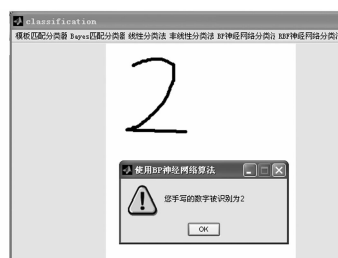 classification
模板匹配分类器 Bayes匹配分类器 线性分类法 非线性分类法 BP神经网络分类法 RBF神经网络分类法
2
使用BP神经网络算法
您手写的数字被识别为2
OK